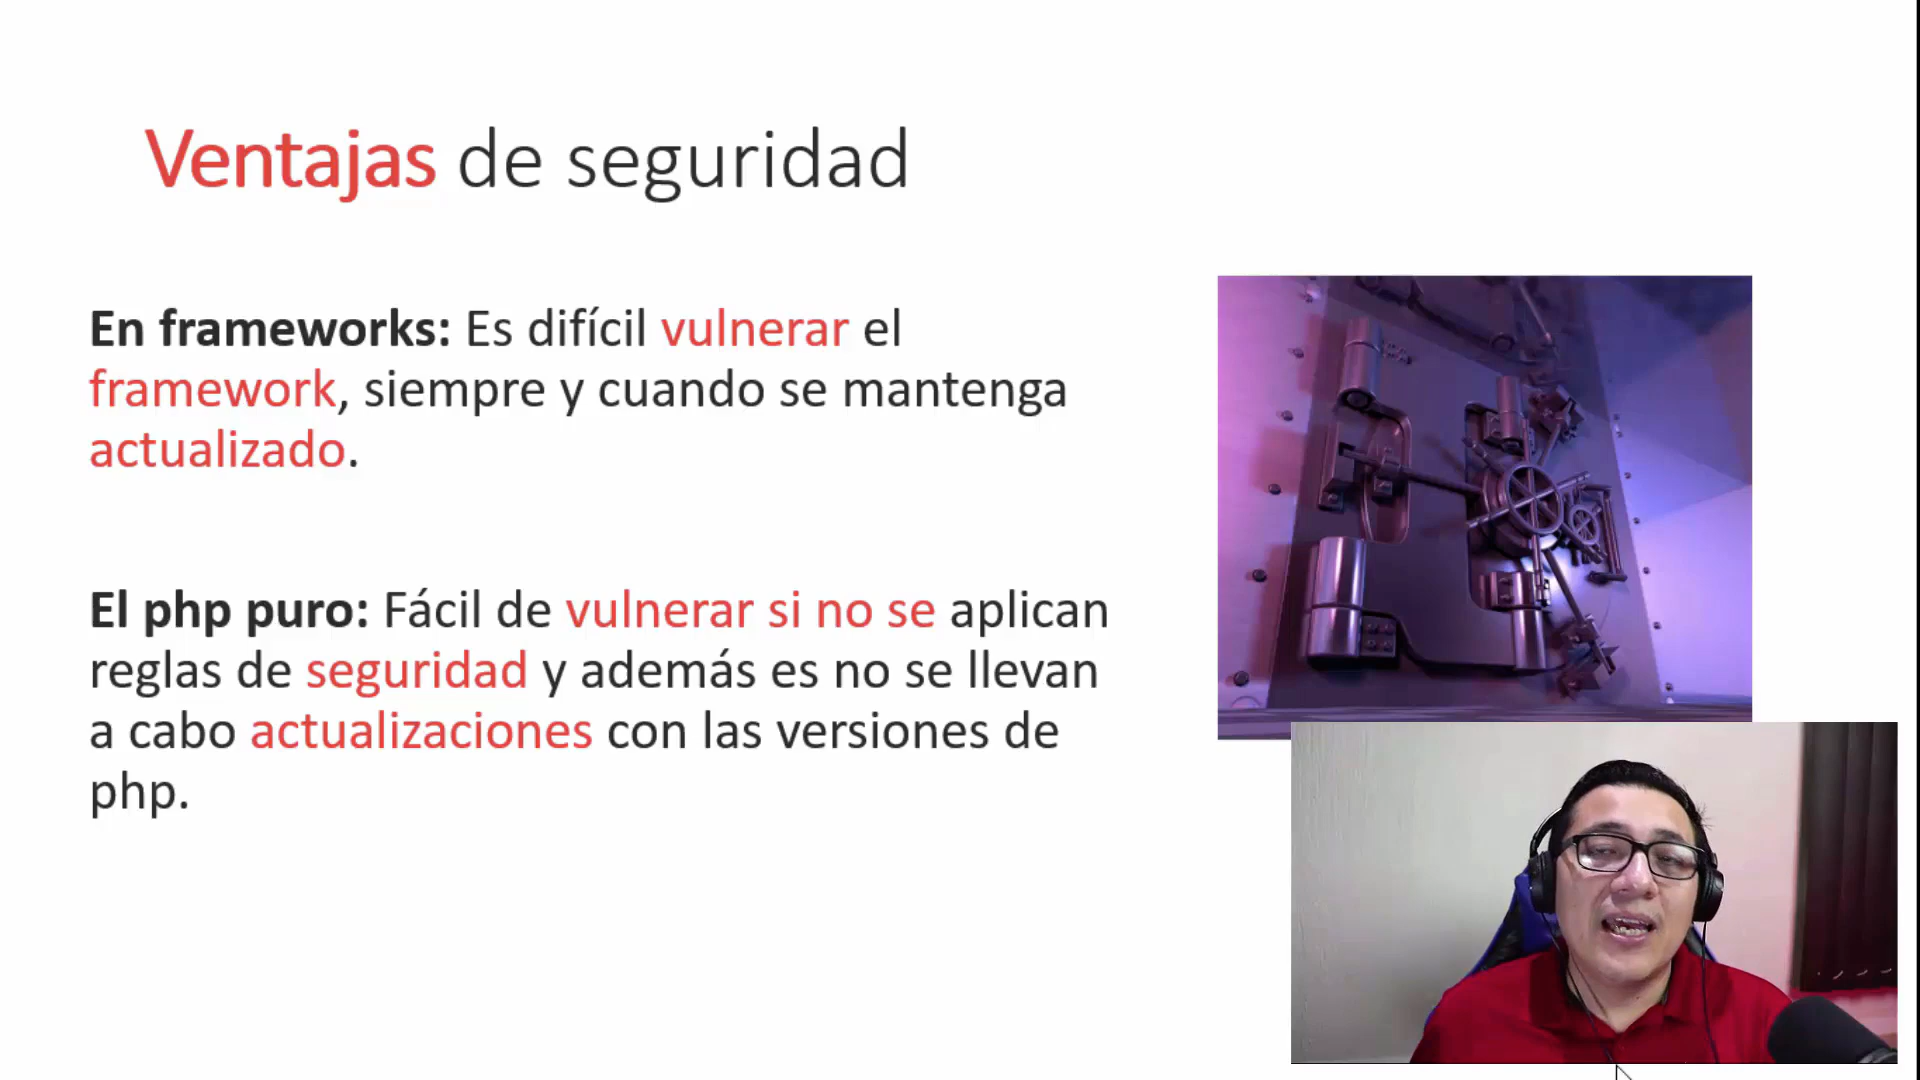 Ventajas de seguridad
En frameworks: Es difícil vulnerar el
framework, siempre y cuando se mantenga
actualizado.
El php puro: Fácil de vulnerar si no se aplican
reglas de seguridad y además es no se llevan
a cabo actualizaciones con las versiones de
php.